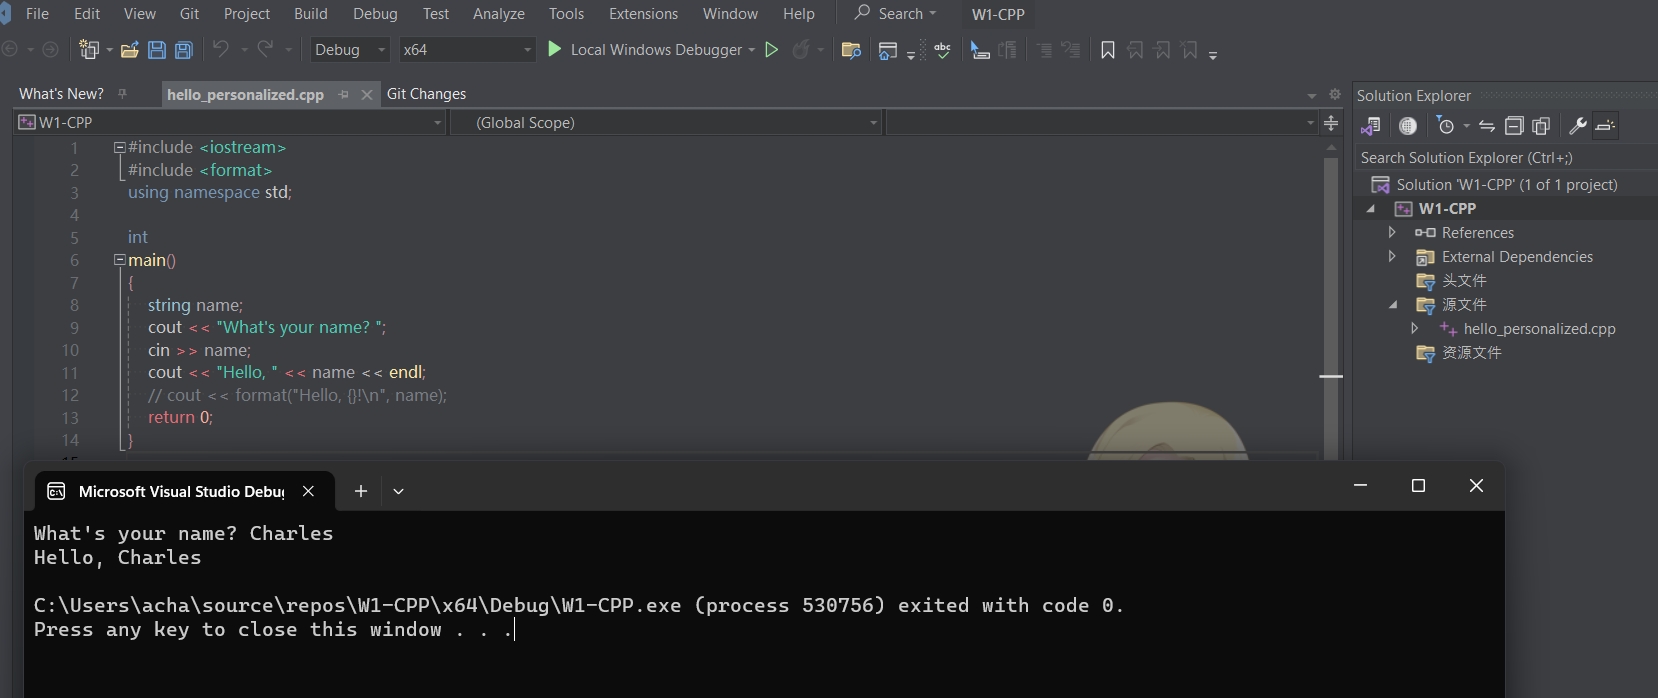 File Edit View Git Project Build Debug Test Analyze Tools Extensions Window Help Search W1-CPP
Debug x64 Local Windows Debugger abc
What's New? hello_personalized.cpp Git Changes
W1-CPP (Global Scope)
1 #include <iostream>
2 #include <format>
3 using namespace std;
4
5 int
6 main()
7 {
8 string name;
9 cout << "What's your name? ";
10 cin >> name;
11 cout << "Hello, " << name << endl;
12 // cout << format("Hello, {}!\n", name);
13 return 0;
14 }
15
Solution Explorer
Search Solution Explorer (Ctrl+;)
Solution 'W1-CPP' (1 of 1 project)
W1-CPP
References
External Dependencies
头文件
源文件
hello_personalized.cpp
资源文件
Microsoft Visual Studio Debu
What's your name? Charles
Hello, Charles
C:\Users\acha\source\repos\W1-CPP\x64\Debug\W1-CPP.exe (process 530756) exited with code 0.
Press any key to close this window . . .